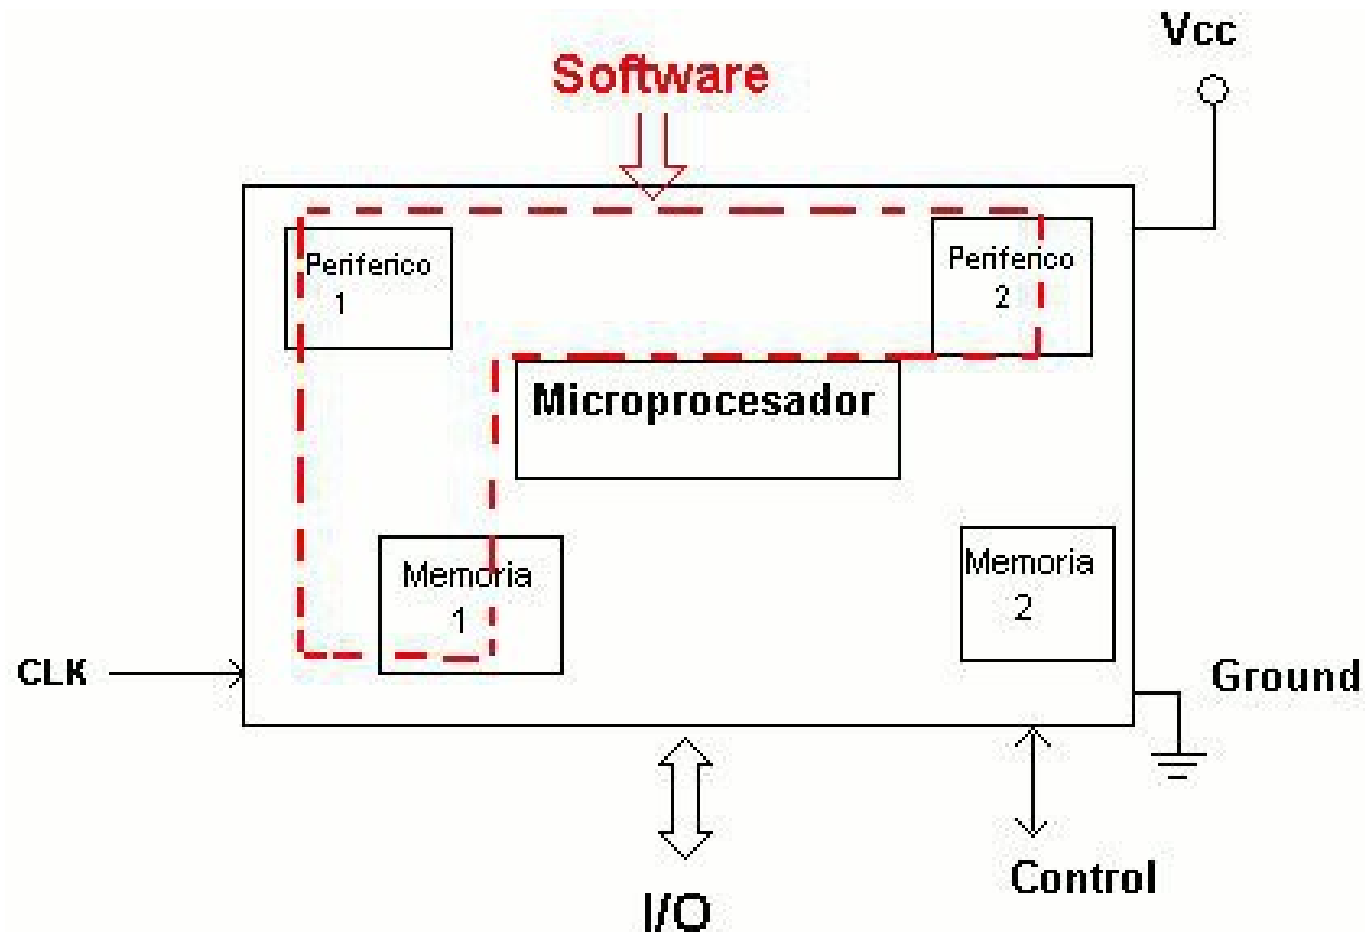 Vcc
Software
Periferico
1
Periferico
2
Microprocesador
Memoria
1
Memoria
2
CLK
Ground
Control
I/O